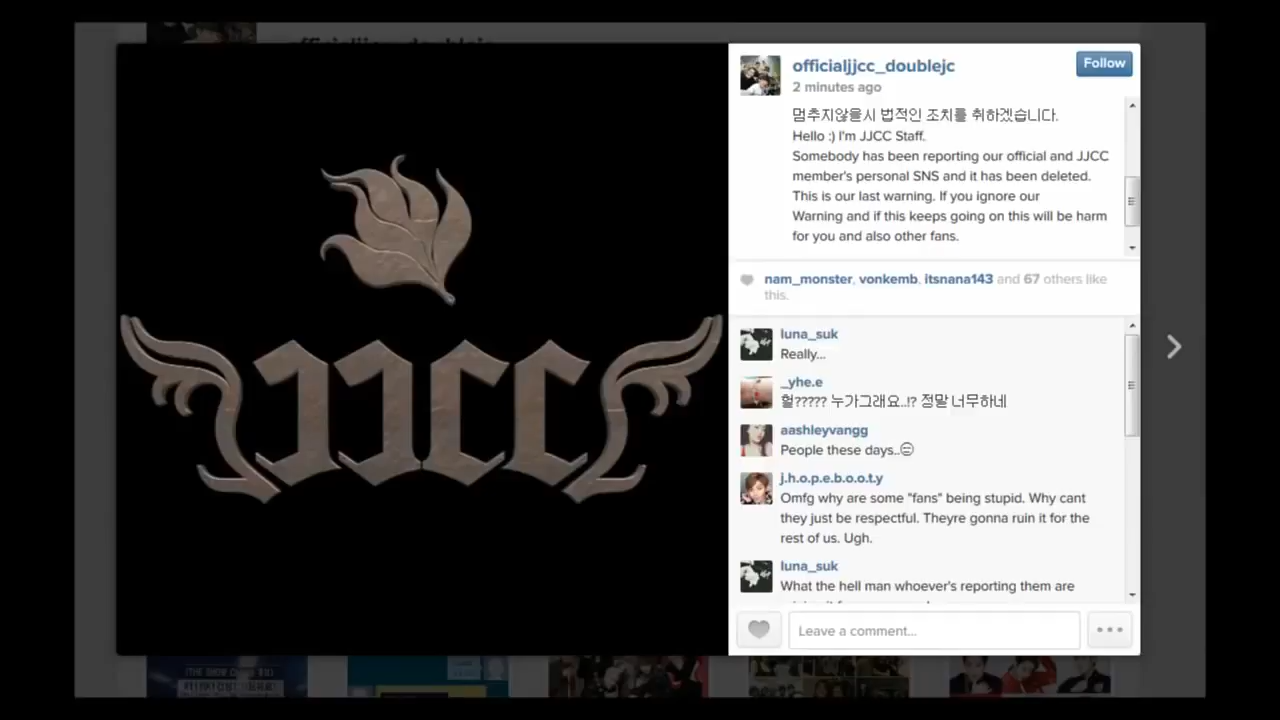 JJCC
officialjjcc_doublejc
Follow
2 minutes ago
멈추지않을시 법적인 조치를 취하겠습니다.
Hello :) I'm JJCC Staff.
Somebody has been reporting our official and JJCC
member's personal SNS and it has been deleted.
This is our last warning. If you ignore our
Warning and if this keeps going on this will be harm
for you and also other fans.
nam_monster, vonkemb, itsnana143 and 67 others like
this.
luna_suk
Really...
_yhe.e
헐????? 누가그래요..!? 정말 너무하네
aashleyvangg
People these days..😑
j.h.o.p.e.b.o.o.t.y
Omfg why are some "fans" being stupid. Why cant
they just be respectful. Theyre gonna ruin it for the
rest of us. Ugh.
luna_suk
What the hell man whoever's reporting them are
Leave a comment...